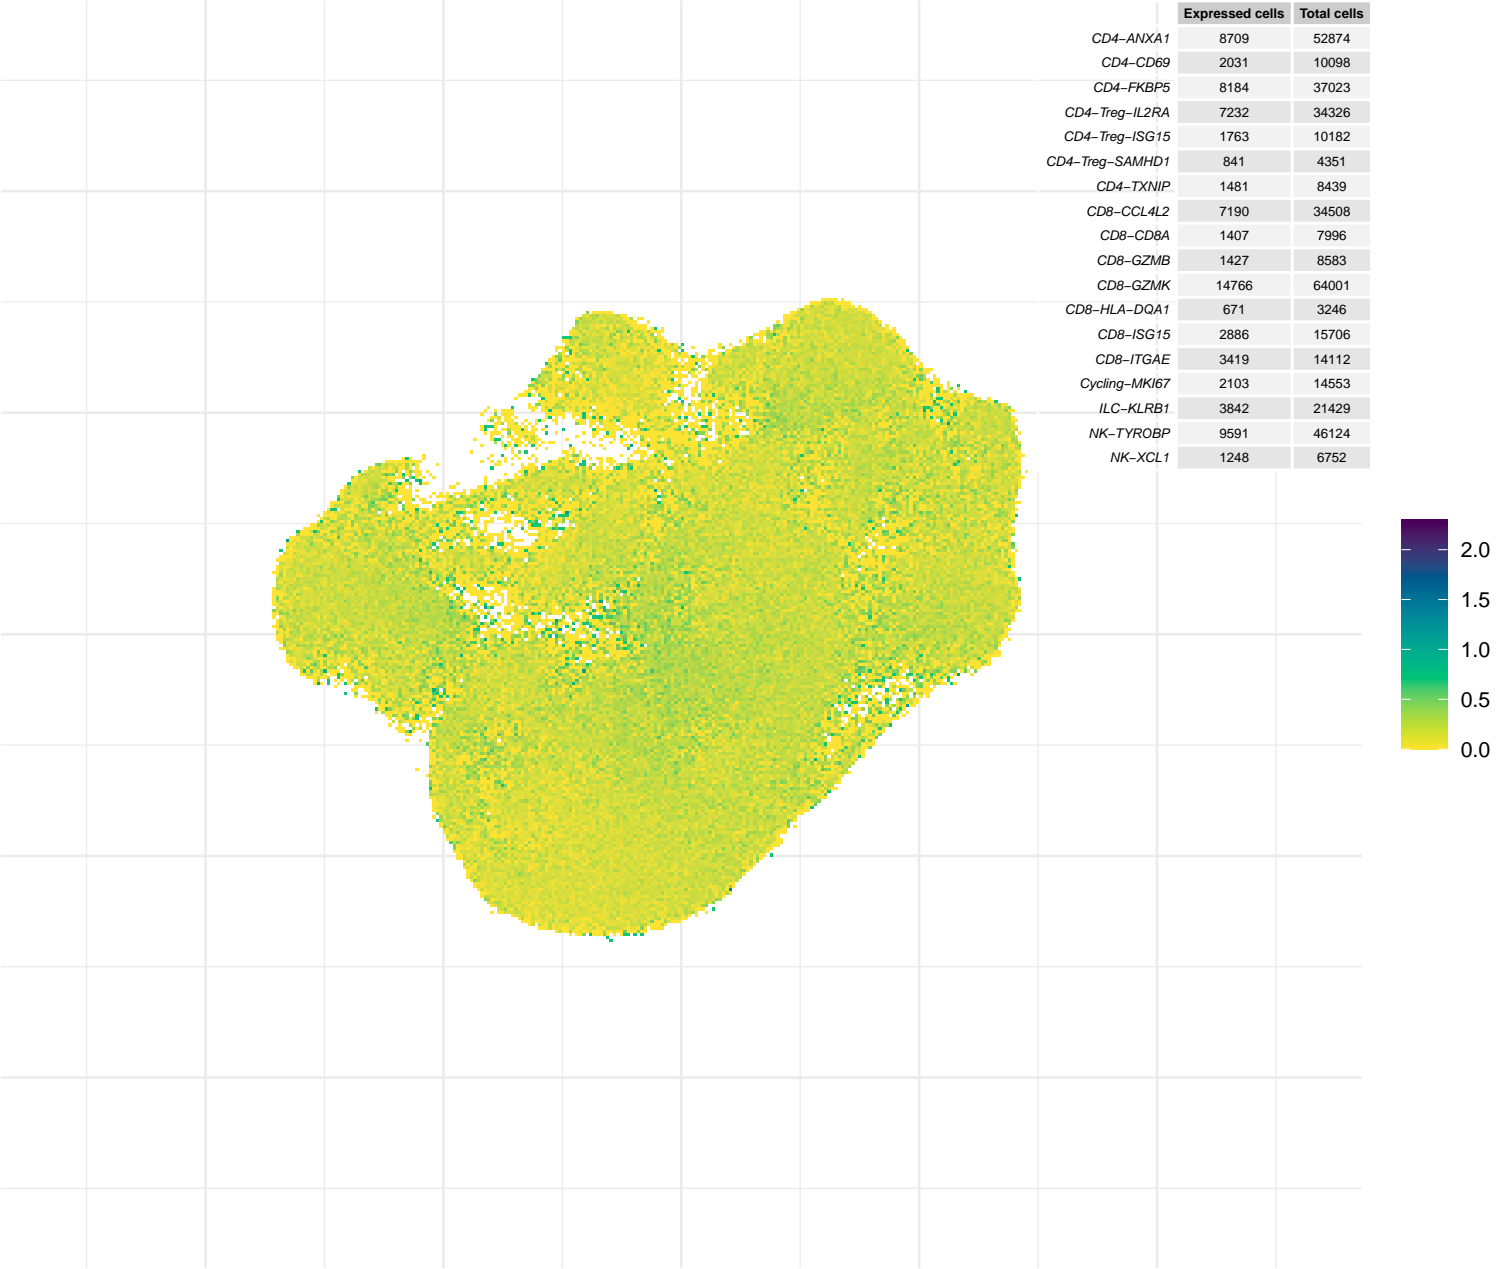 Expressed cells Total cells
CD4−ANXA1 8709 52874
CD4−CD69 2031 10098
CD4−FKBP5 8184 37023
CD4−Treg−IL2RA 7232 34326
CD4−Treg−ISG15 1763 10182
CD4−Treg−SAMHD1 841 4351
CD4−TXNIP 1481 8439
CD8−CCL4L2 7190 34508
CD8−CD8A 1407 7996
CD8−GZMB 1427 8583
CD8−GZMK 14766 64001
CD8−HLA−DQA1 671 3246
CD8−ISG15 2886 15706
CD8−ITGAE 3419 14112
Cycling−MKI67 2103 14553
ILC−KLRB1 3842 21429
NK−TYROBP 9591 46124
NK−XCL1 1248 6752
2.0
1.5
1.0
0.5
0.0